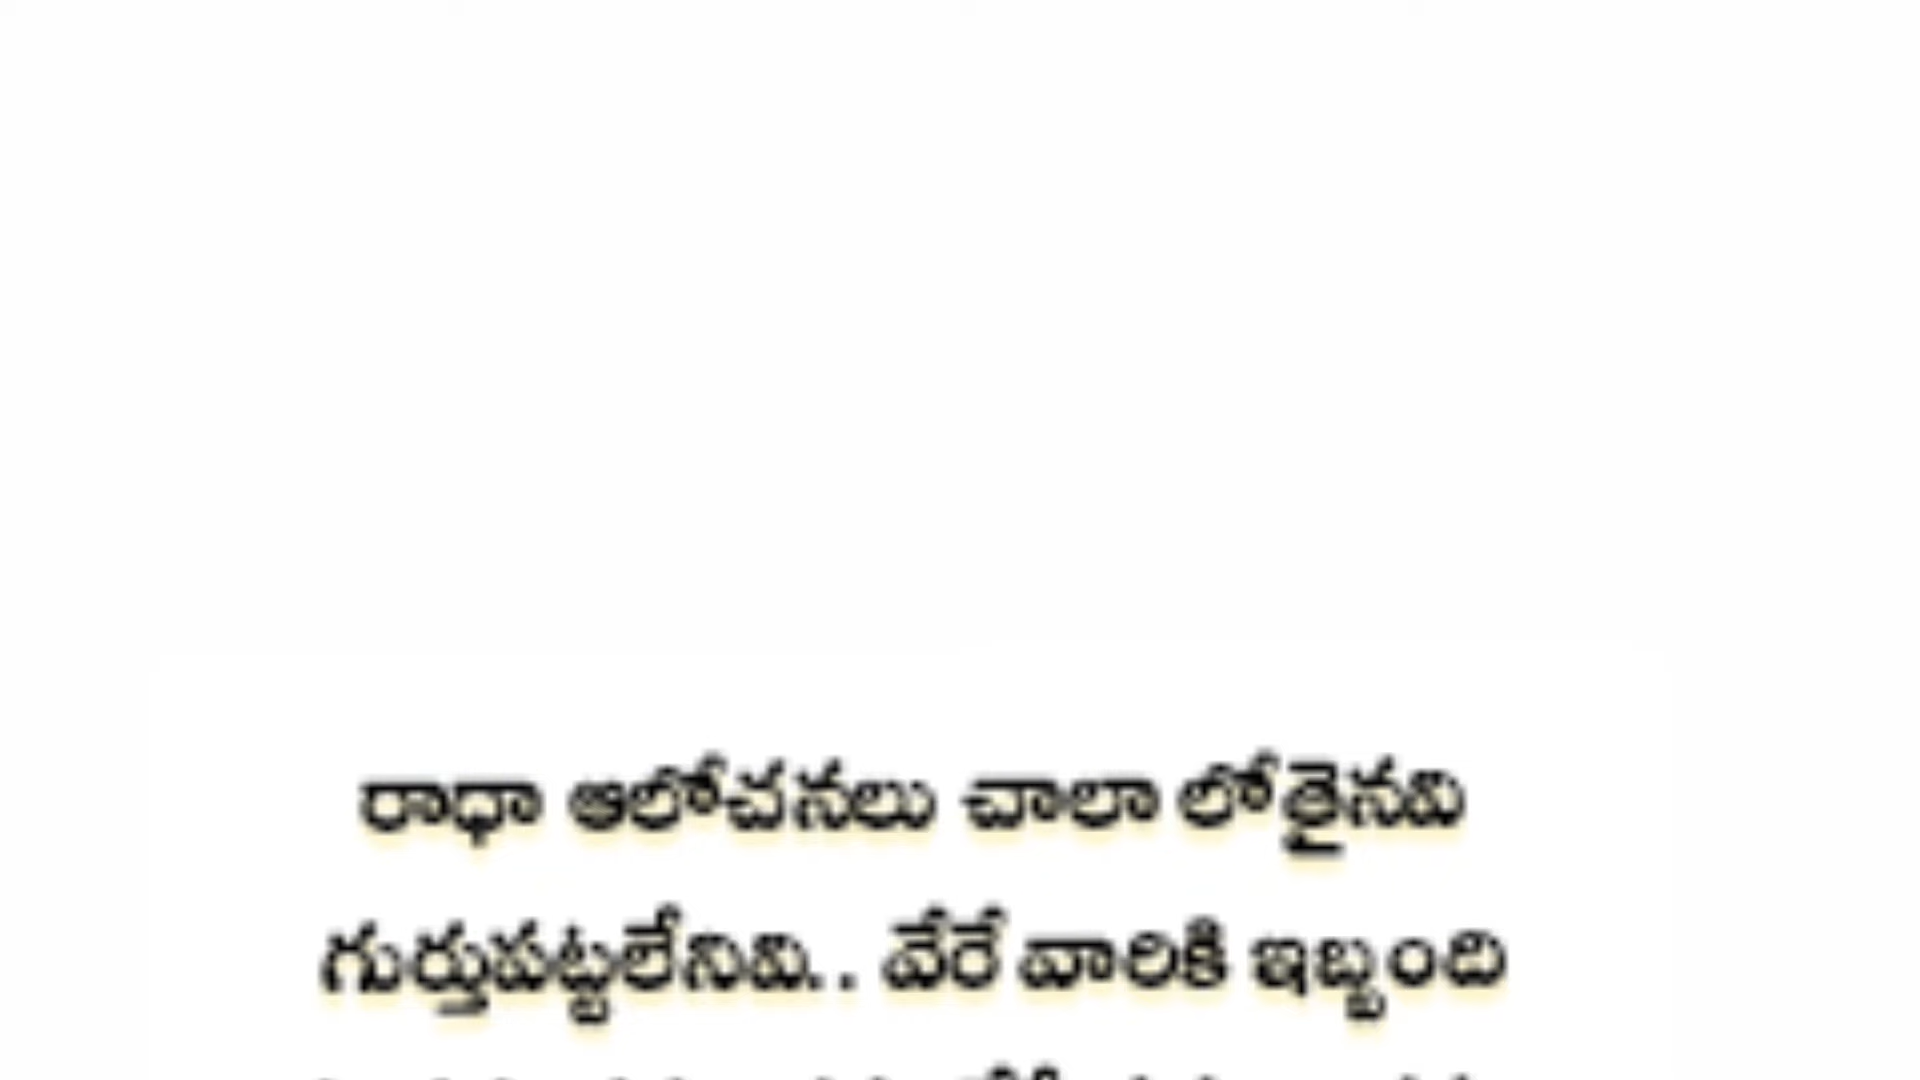 రాధా ఆలోచనలు చాలా లోతైనవి
గుర్తుపట్టలేనివి.. వేరే వారికి ఇబ్బంది